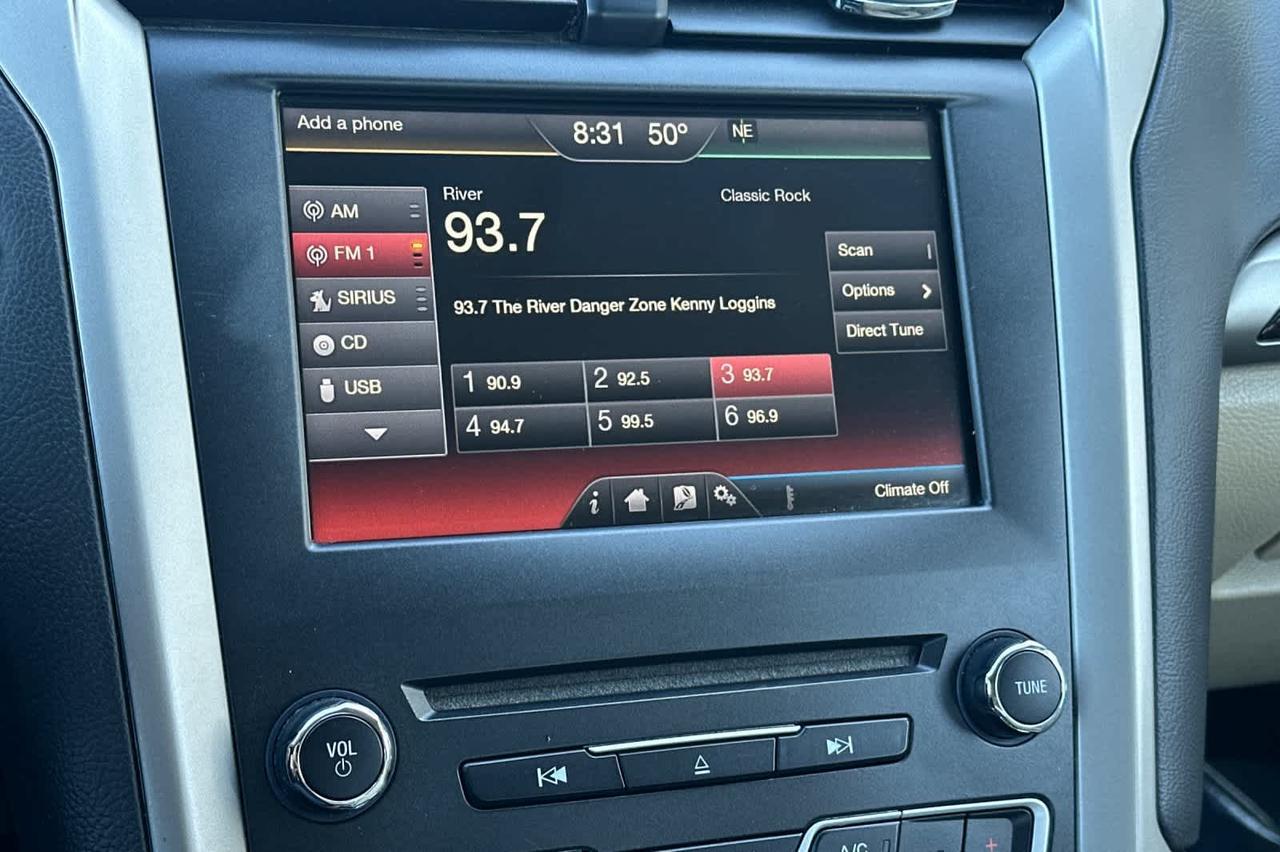 Add a phone
8:31 50° NE
River
Classic Rock
93.7
AM
FM 1
SIRIUS
CD
USB
Scan
Options
Direct Tune
93.7 The River Danger Zone Kenny Loggins
1 90.9 2 92.5 3 93.7
4 94.7 5 99.5 6 96.9
i
Climate Off
VOL
TUNE
A/C
+